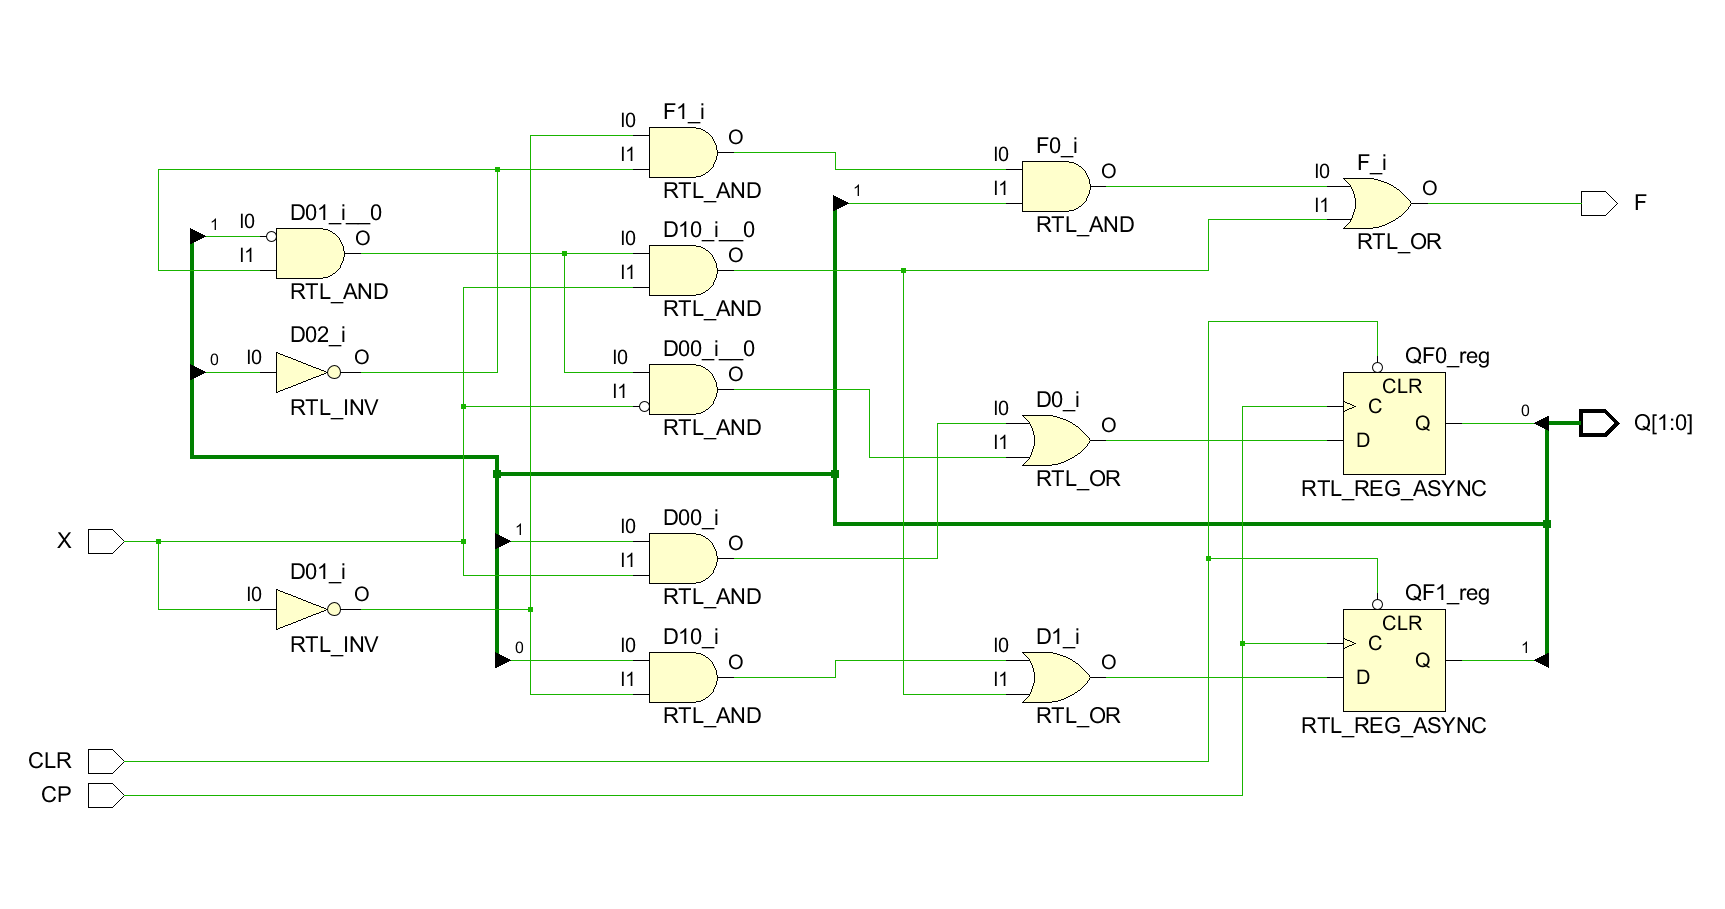 F1_i
I0
O
I1
RTL_AND
F0_i
I0
O
I1
1
RTL_AND
F_i
I0
O
I1
RTL_OR
F
D01_i__0
1
I0
O
I1
RTL_AND
D10_i__0
I0
O
I1
RTL_AND
D02_i
0
I0
O
RTL_INV
D00_i__0
I0
O
I1
RTL_AND
QF0_reg
CLR
C
Q
D
RTL_REG_ASYNC
0
Q[1:0]
D0_i
I0
O
I1
RTL_OR
X
D00_i
1
I0
O
I1
RTL_AND
D01_i
I0
O
RTL_INV
QF1_reg
CLR
C
Q
1
D
RTL_REG_ASYNC
D10_i
0
I0
O
I1
RTL_AND
D1_i
I0
O
I1
RTL_OR
CLR
CP